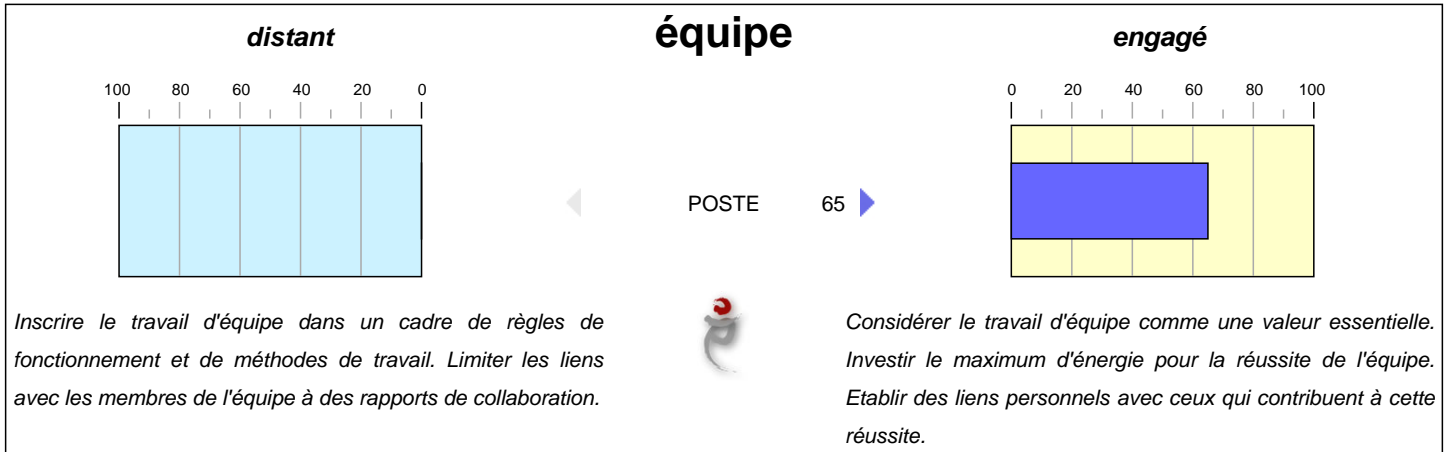 distant équipe engagé
100 80 60 40 20 0
0 20 40 60 80 100
POSTE 65
Inscrire le travail d'équipe dans un cadre de règles de
fonctionnement et de méthodes de travail. Limiter les liens
avec les membres de l'équipe à des rapports de collaboration.
Considérer le travail d'équipe comme une valeur essentielle.
Investir le maximum d'énergie pour la réussite de l'équipe.
Etablir des liens personnels avec ceux qui contribuent à cette
réussite.